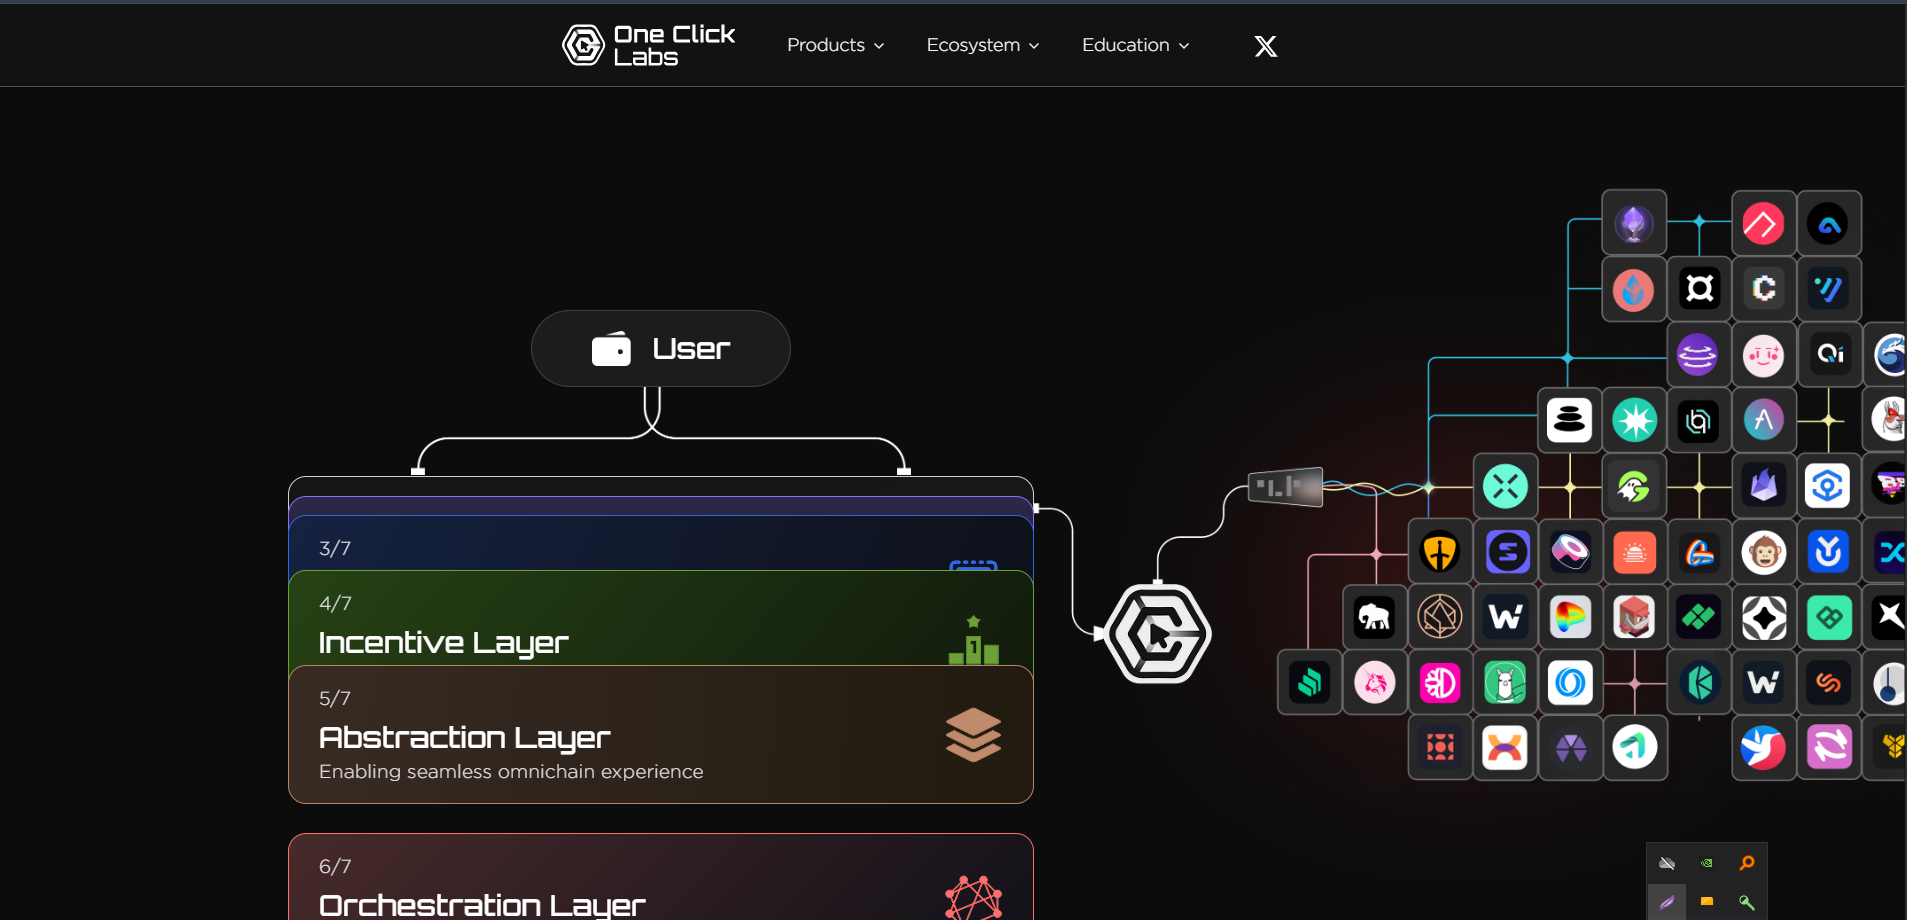 One Click
Labs
Products
Ecosystem
Education
User
3/7
4/7
Incentive Layer
5/7
Abstraction Layer
Enabling seamless omnichain experience
6/7
Orchestration Layer